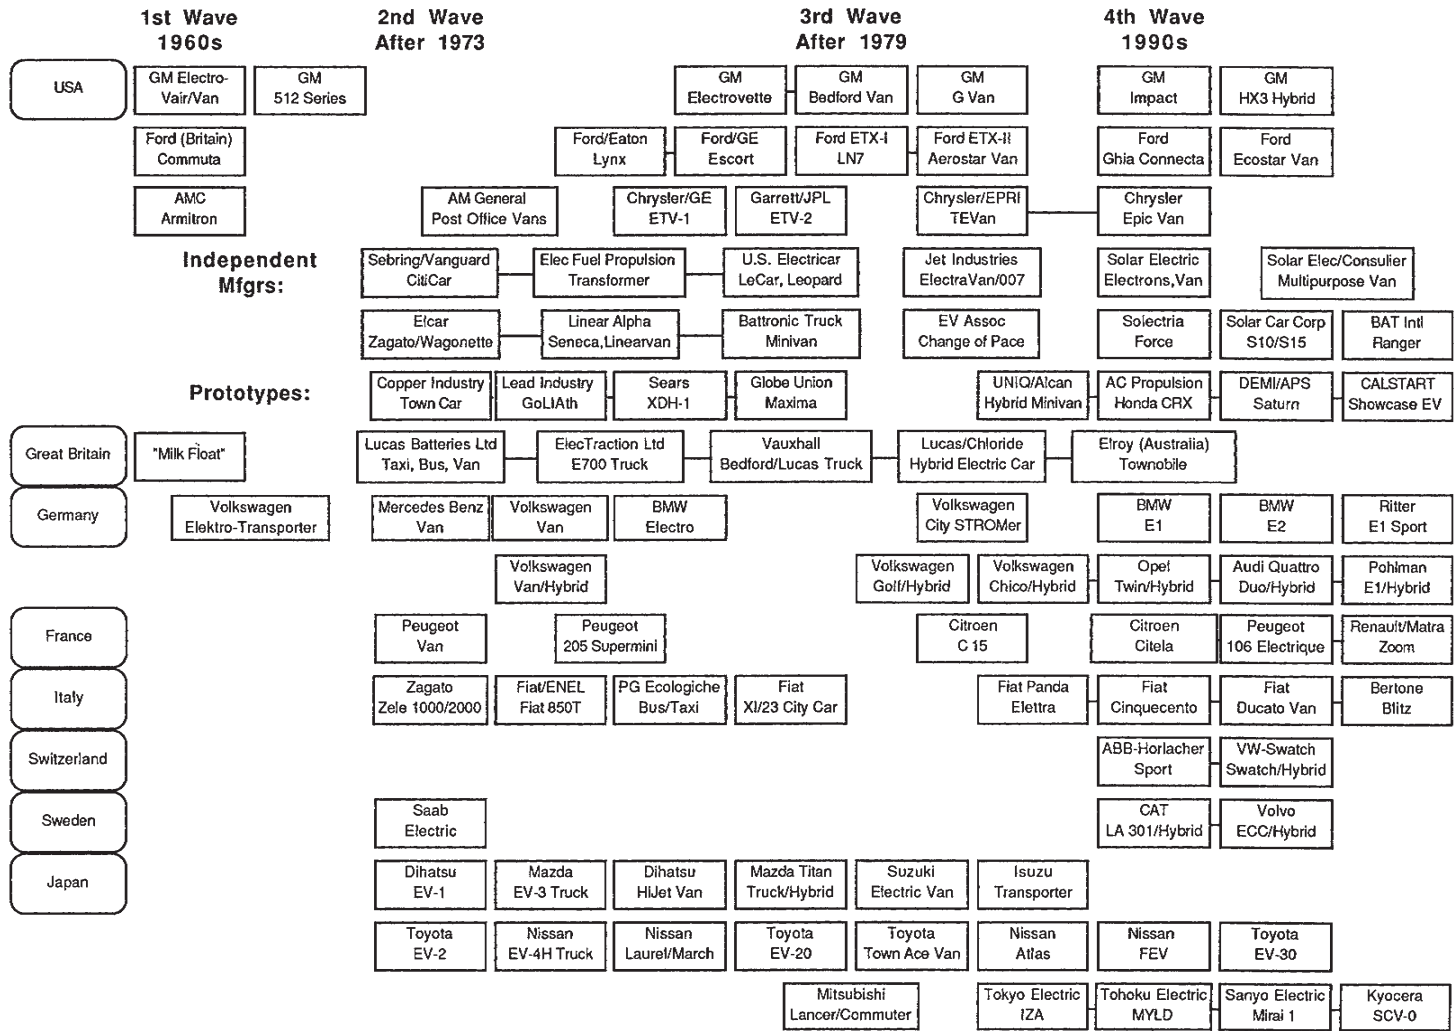 1st Wave
1960s
2nd Wave
After 1973
3rd Wave
After 1979
4th Wave
1990s
USA
GM Electro-
Vair/Van
GM
512 Series
GM
Electrovette
GM
Bedford Van
GM
G Van
GM
Impact
GM
HX3 Hybrid
Ford (Britain)
Commuta
Ford/Eaton
Lynx
Ford/GE
Escort
Ford ETX-I
LN7
Ford ETX-II
Aerostar Van
Ford
Ghia Connecta
Ford
Ecostar Van
AMC
Armitron
AM General
Post Office Vans
Chrysler/GE
ETV-1
Garrett/JPL
ETV-2
Chrysler/EPRI
TEVan
Chrysler
Epic Van
Independent
Mfgrs:
Sebring/Vanguard
CitiCar
Elec Fuel Propulsion
Transformer
U.S. Electricar
LeCar, Leopard
Jet Industries
ElectraVan/007
Solar Electric
Electrons,Van
Solar Elec/Consulier
Multipurpose Van
Elcar
Zagato/Wagonette
Linear Alpha
Seneca,Linearvan
Battronic Truck
Minivan
EV Assoc
Change of Pace
Solectria
Force
Solar Car Corp
S10/S15
BAT Intl
Ranger
Prototypes:
Copper Industry
Town Car
Lead Industry
GoLIAth
Sears
XDH-1
Globe Union
Maxima
UNIQ/Alcan
Hybrid Minivan
AC Propulsion
Honda CRX
DEMI/APS
Saturn
CALSTART
Showcase EV
Great Britain
"Milk Float"
Lucas Batteries Ltd
Taxi, Bus, Van
ElecTraction Ltd
E700 Truck
Vauxhall
Bedford/Lucas Truck
Lucas/Chloride
Hybrid Electric Car
Elroy (Australia)
Townobile
Germany
Volkswagen
Elektro-Transporter
Mercedes Benz
Van
Volkswagen
Van
BMW
Electro
Volkswagen
City STROMer
BMW
E1
BMW
E2
Ritter
E1 Sport
Volkswagen
Van/Hybrid
Volkswagen
Golf/Hybrid
Volkswagen
Chico/Hybrid
Opel
Twin/Hybrid
Audi Quattro
Duo/Hybrid
Pohlman
E1/Hybrid
France
Peugeot
Van
Peugeot
205 Supermini
Citroen
C 15
Citroen
Citela
Peugeot
106 Electrique
Renault/Matra
Zoom
Italy
Zagato
Zele 1000/2000
Fiat/ENEL
Fiat 850T
PG Ecologiche
Bus/Taxi
Fiat
XI/23 City Car
Fiat Panda
Elettra
Fiat
Cinquecento
Fiat
Ducato Van
Bertone
Blitz
Switzerland
ABB-Horlacher
Sport
VW-Swatch
Swatch/Hybrid
Sweden
Saab
Electric
CAT
LA 301/Hybrid
Volvo
ECC/Hybrid
Japan
Dihatsu
EV-1
Mazda
EV-3 Truck
Dihatsu
HiJet Van
Mazda Titan
Truck/Hybrid
Suzuki
Electric Van
Isuzu
Transporter
Toyota
EV-2
Nissan
EV-4H Truck
Nissan
Laurel/March
Toyota
EV-20
Toyota
Town Ace Van
Nissan
Atlas
Nissan
FEV
Toyota
EV-30
Mitsubishi
Lancer/Commuter
Tokyo Electric
IZA
Tohoku Electric
MYLD
Sanyo Electric
Mirai 1
Kyocera
SCV-0